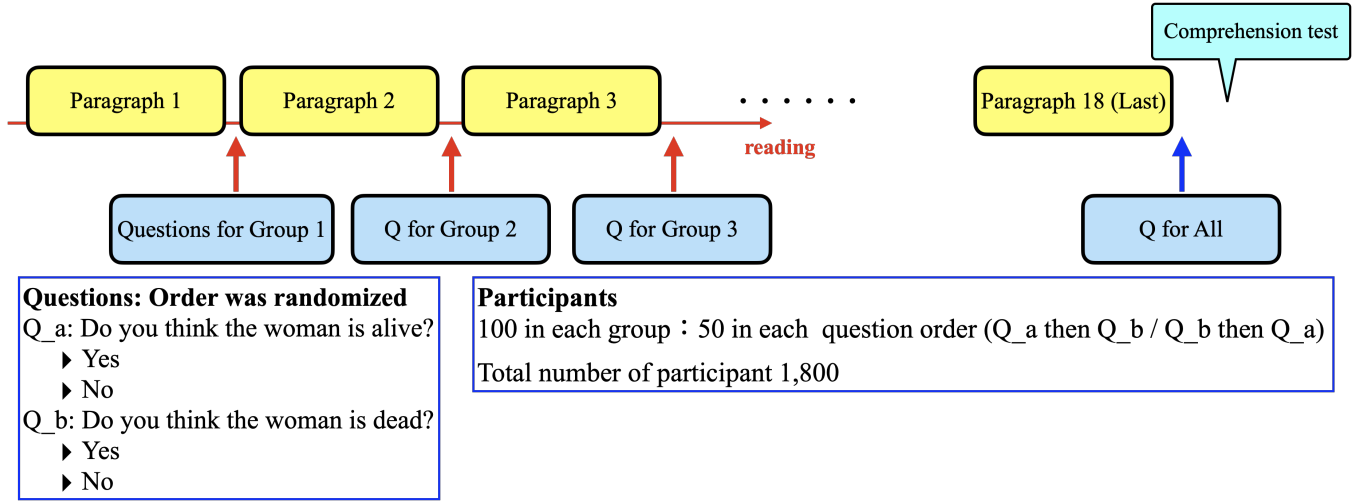 Comprehension test
Paragraph 1
Paragraph 2
Paragraph 3
. . . . . .
Paragraph 18 (Last)
reading
Questions for Group 1
Q for Group 2
Q for Group 3
Q for All
Questions: Order was randomized
Q_a: Do you think the woman is alive?
Yes
No
Q_b: Do you think the woman is dead?
Yes
No
Participants
100 in each group：50 in each question order (Q_a then Q_b / Q_b then Q_a)
Total number of participant 1,800